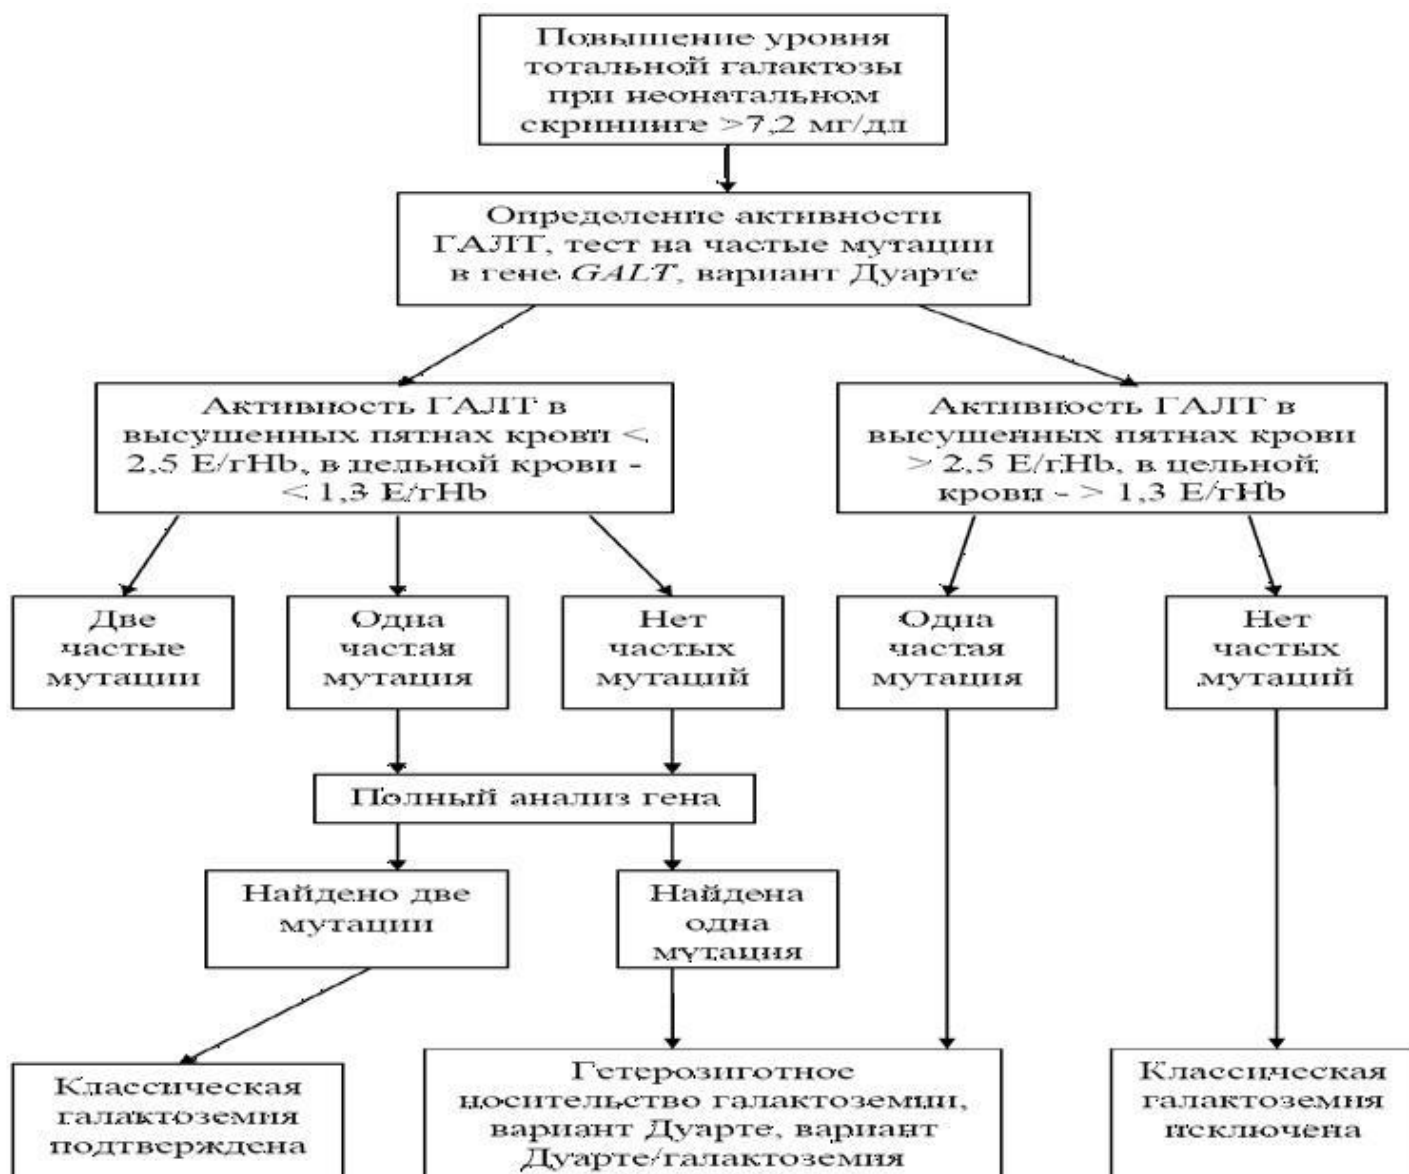 Повышение уровня
тотальной галактозы
при неонатальном
скрининге >7,2 мг/дл
Определение активности
ГАЛТ, тест на частые мутации
в гене GALT, вариант Дуарте
Активность ГАЛТ в
высушенных пятнах крови <
2,5 Е/гHb, в цельной крови -
< 1,3 Е/гHb
Активность ГАЛТ в
высушенных пятнах крови
> 2,5 Е/гHb, в цельной
крови - > 1,3 Е/гHb
Две
частые
мутации
Одна
частая
мутация
Нет
частых
мутаций
Одна
частая
мутация
Нет
частых
мутаций
Полный анализ гена
Найдено две
мутации
Найдена
одна
мутация
Классическая
галактоземия
подтверждена
Гетерозиготное
носительство галактоземии,
вариант Дуарте, вариант
Дуарте/галактоземия
Классическая
галактоземия
исключена